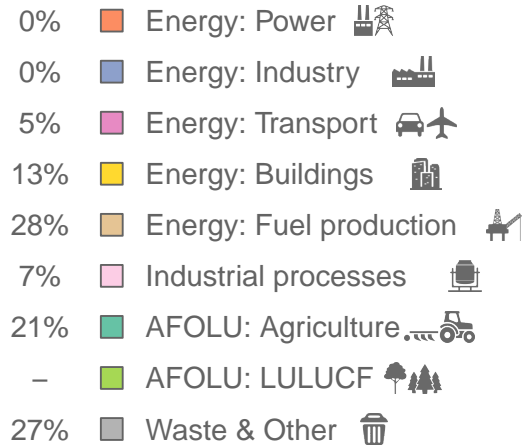 0% Energy: Power
0% Energy: Industry
5% Energy: Transport
13% Energy: Buildings
28% Energy: Fuel production
7% Industrial processes
21% AFOLU: Agriculture
– AFOLU: LULUCF
27% Waste & Other